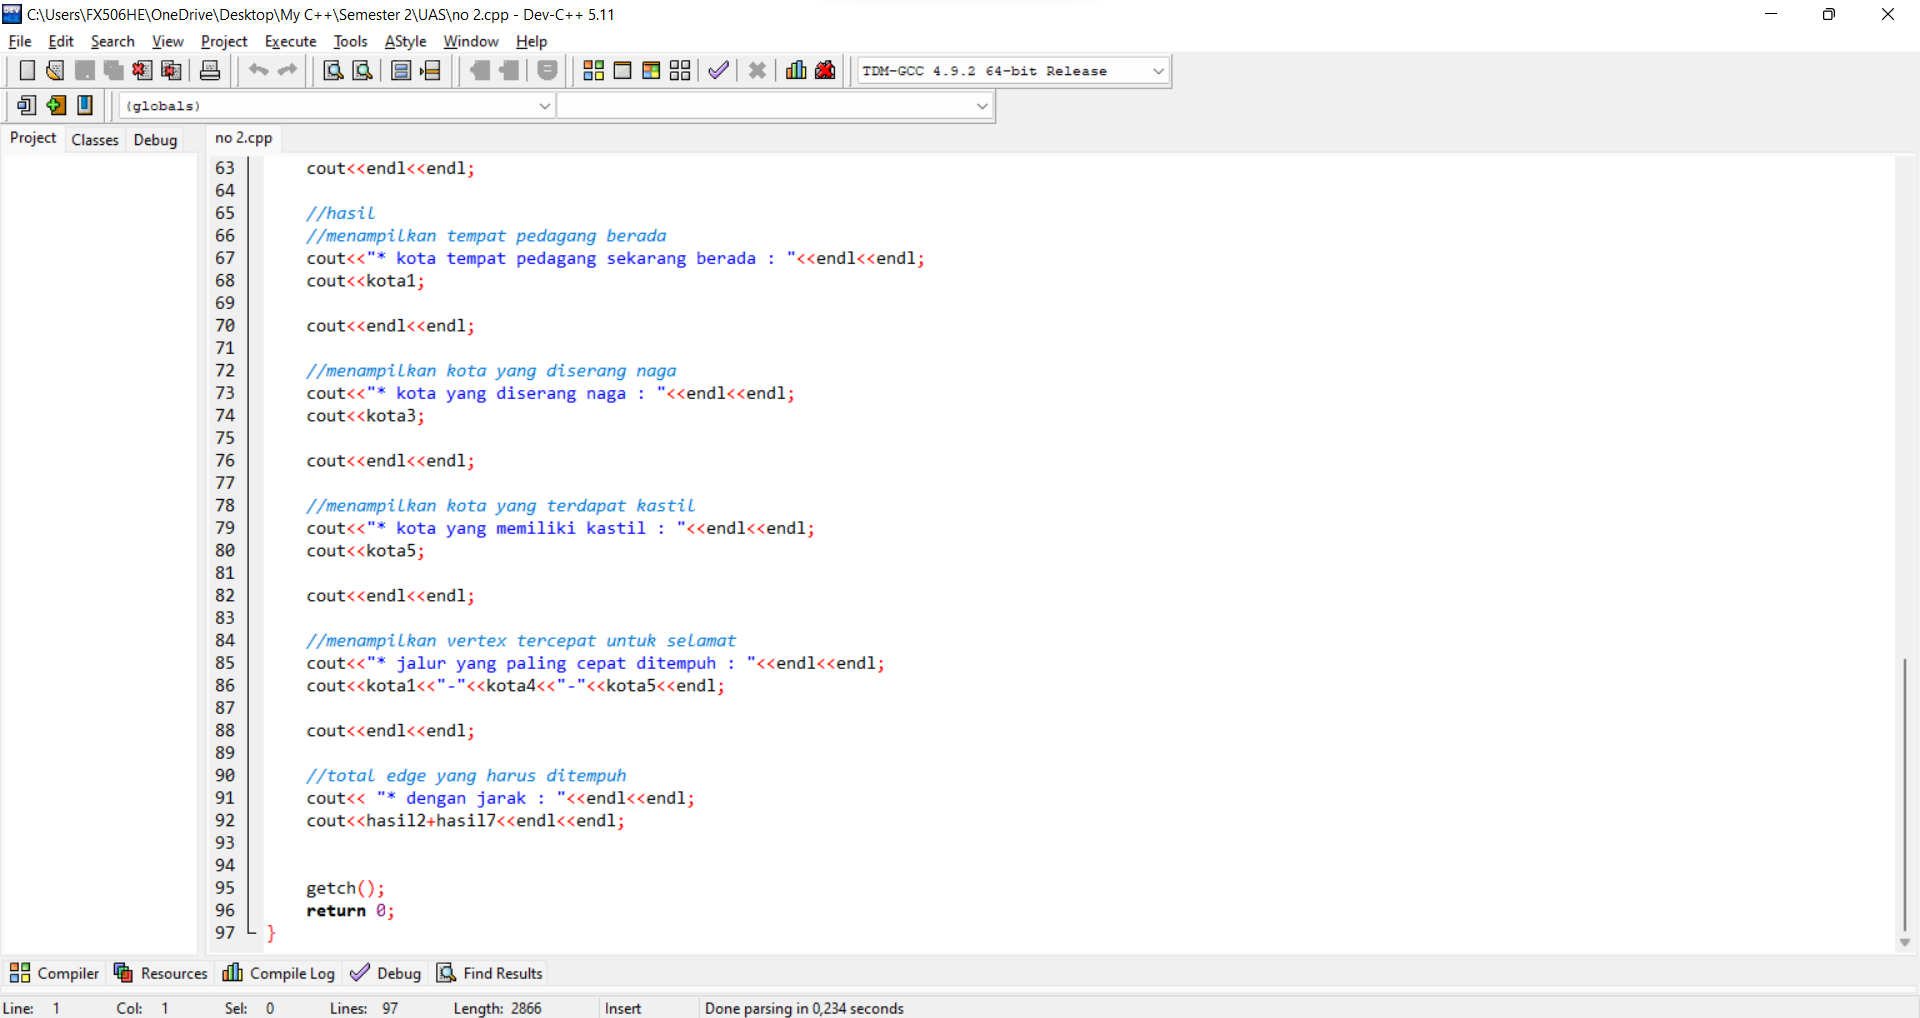 C:\Users\FX506HE\OneDrive\Desktop\My C++\Semester 2\UAS\no 2.cpp - Dev-C++ 5.11
File Edit Search View Project Execute Tools AStyle Window Help
TDM-GCC 4.9.2 64-bit Release
(globals)
Project Classes Debug no 2.cpp
63 cout<<endl<<endl;
64
65 //hasil
66 //menampilkan tempat pedagang berada
67 cout<<"* kota tempat pedagang sekarang berada : "<<endl<<endl;
68 cout<<kota1;
69
70 cout<<endl<<endl;
71
72 //menampilkan kota yang diserang naga
73 cout<<"* kota yang diserang naga : "<<endl<<endl;
74 cout<<kota3;
75
76 cout<<endl<<endl;
77
78 //menampilkan kota yang terdapat kastil
79 cout<<"* kota yang memiliki kastil : "<<endl<<endl;
80 cout<<kota5;
81
82 cout<<endl<<endl;
83
84 //menampilkan vertex tercepat untuk selamat
85 cout<<"* jalur yang paling cepat ditempuh : "<<endl<<endl;
86 cout<<kota1<<"-"<<kota4<<"-"<<kota5<<endl;
87
88 cout<<endl<<endl;
89
90 //total edge yang harus ditempuh
91 cout<< "* dengan jarak : "<<endl<<endl;
92 cout<<hasil2+hasil7<<endl<<endl;
93
94
95 getch();
96 return 0;
97 }
Compiler Resources Compile Log Debug Find Results
Line: 1 Col: 1 Sel: 0 Lines: 97 Length: 2866 Insert Done parsing in 0,234 seconds